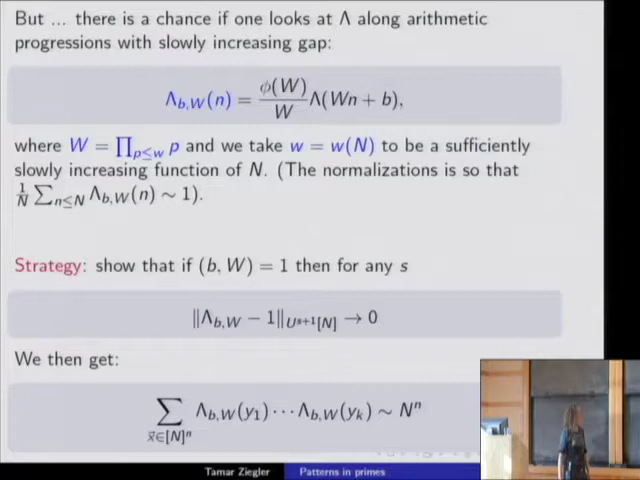 But ... there is a chance if one looks at Λ along arithmetic
progressions with slowly increasing gap:
Λ_{b,W}(n) = \frac{ϕ(W)}{W} Λ(Wn + b),
where W = ∏_{p≤w} p and we take w = w(N) to be a sufficiently
slowly increasing function of N. (The normalizations is so that
\frac{1}{N} ∑_{n≤N} Λ_{b,W}(n) ∼ 1).
Strategy: show that if (b, W) = 1 then for any s
‖Λ_{b,W} − 1‖_{U^{s+1}[N]} → 0
We then get:
∑_{x⃗∈[N]^n} Λ_{b,W}(y_1) ··· Λ_{b,W}(y_k) ∼ N^n
Tamar Ziegler Patterns in primes